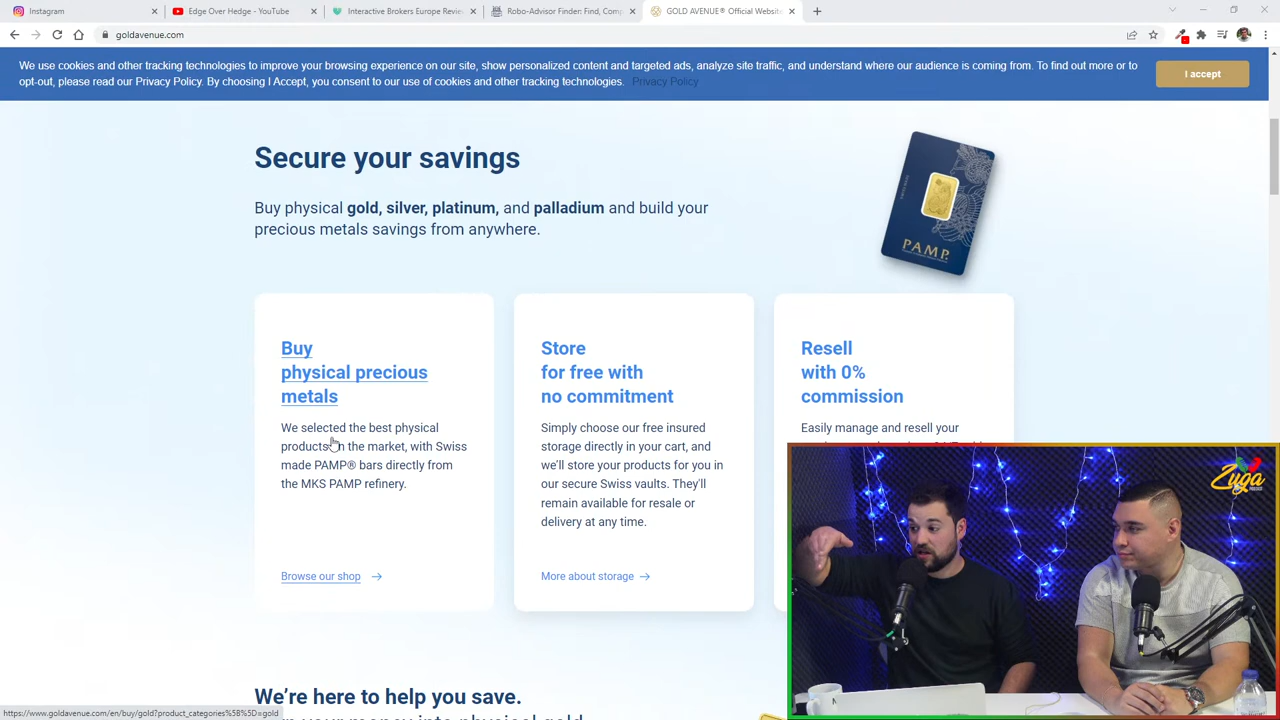 Instagram
Edge Over Hedge - YouTube
Interactive Brokers Europe Revie
Robo-Advisor Finder: Find, Comp
GOLD AVENUE® Official Website
goldavenue.com
We use cookies and other tracking technologies to improve your browsing experience on our site, show personalized content and targeted ads, analyze site traffic, and understand where our audience is coming from. To find out more or to
opt-out, please read our Privacy Policy. By choosing I Accept, you consent to our use of cookies and other tracking technologies. Privacy Policy
I accept
Secure your savings
Buy physical gold, silver, platinum, and palladium and build your
precious metals savings from anywhere.
PAMP
Buy
physical precious
metals
We selected the best physical
products in the market, with Swiss
made PAMP® bars directly from
the MKS PAMP refinery.
Browse our shop
Store
for free with
no commitment
Simply choose our free insured
storage directly in your cart, and
we'll store your products for you in
our secure Swiss vaults. They'll
remain available for resale or
delivery at any time.
More about storage
Resell
with 0%
commission
Easily manage and resell your
Zuga
PODCAST
We're here to help you save.
your money into physical gold
https://www.goldavenue.com/en/buy/gold?product_categories%5B%5D=gold